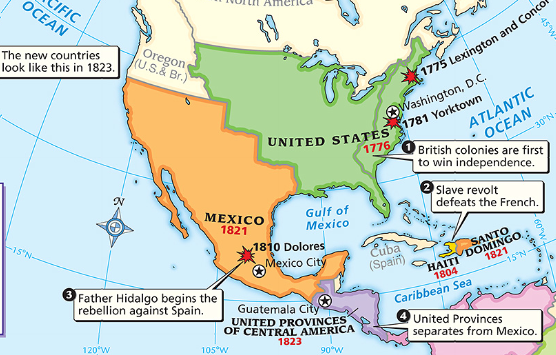 PACIFIC
OCEAN
North America
The new countries
look like this in 1823.
Oregon
(U.S.& Br.)
1775 Lexington and Concor
Washington, D.C.
1781 Yorktown
ATLANTIC
OCEAN
45°N
30°N
UNITED STATES
1776
1 British colonies are first
to win independence.
2 Slave revolt
defeats the French.
Gulf of
Mexico
MEXICO
1821
1810 Dolores
Mexico City
Cuba
(Spain)
HAITI
1804
SANTO
DOMINGO
1821
15°N
15°N
N
Caribbean Sea
3 Father Hidalgo begins the
rebellion against Spain.
Guatemala City
UNITED PROVINCES
OF CENTRAL AMERICA
1823
4 United Provinces
separates from Mexico.
120°W
105°W
90°W